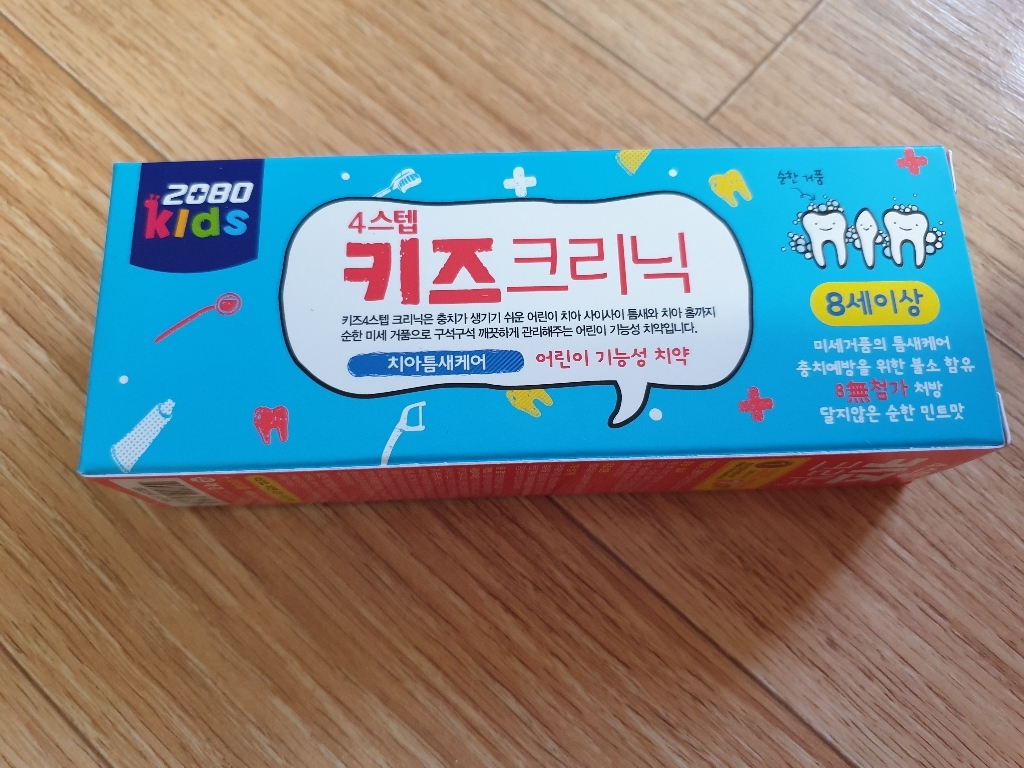 2080
kids
4스텝
키즈크리닉
키즈4스텝 크리닉은 충치가 생기기 쉬운 어린이 치아 사이사이 틈새와 치아 홈까지
순한 미세 거품으로 구석구석 깨끗하게 관리해주는 어린이 기능성 치약입니다.
치아틈새케어 어린이 기능성 치약
순한 거품
8세이상
미세거품의 틈새케어
충치예방을 위한 불소 함유
8無첨가 처방
달지않은 순한 민트맛